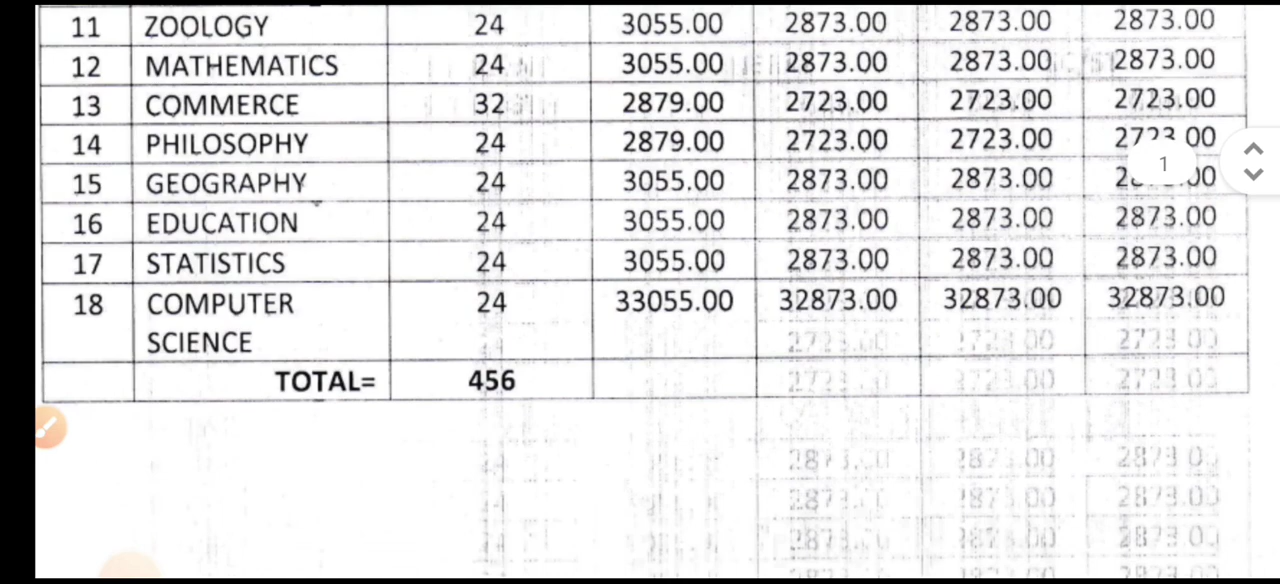 11 ZOOLOGY 24 3055.00 2873.00 2873.00 2873.00
12 MATHEMATICS 24 3055.00 2873.00 2873.00 2873.00
13 COMMERCE 32 2879.00 2723.00 2723.00 2723.00
14 PHILOSOPHY 24 2879.00 2723.00 2723.00 2723.00
1
15 GEOGRAPHY 24 3055.00 2873.00 2873.00
16 EDUCATION 24 3055.00 2873.00 2873.00 2873.00
17 STATISTICS 24 3055.00 2873.00 2873.00 2873.00
18 COMPUTER 24 33055.00 32873.00 32873.00 32873.00
SCIENCE
TOTAL= 456